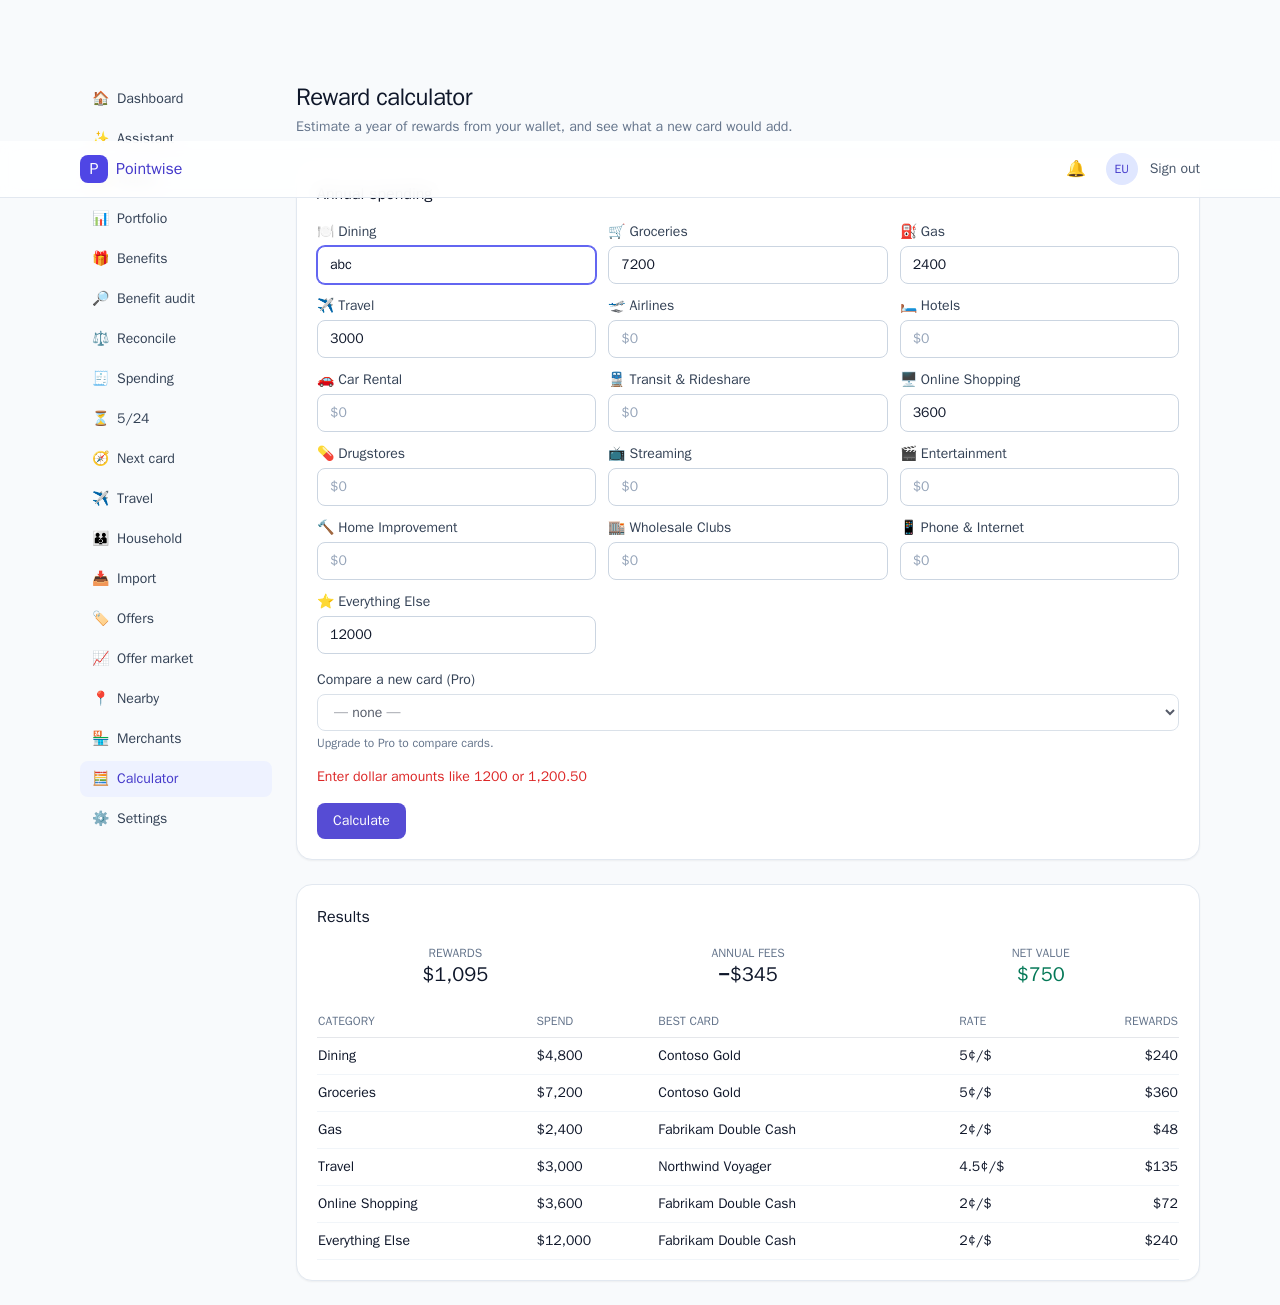 Dashboard
Assistant
P Pointwise
EU Sign out
Portfolio
Benefits
Benefit audit
Reconcile
Spending
5/24
Next card
Travel
Household
Import
Offers
Offer market
Nearby
Merchants
Calculator
Settings
Reward calculator
Estimate a year of rewards from your wallet, and see what a new card would add.
Annual spending
Dining Groceries Gas
abc 7200 2400
Travel Airlines Hotels
3000 $0 $0
Car Rental Transit & Rideshare Online Shopping
$0 $0 3600
Drugstores Streaming Entertainment
$0 $0 $0
Home Improvement Wholesale Clubs Phone & Internet
$0 $0 $0
Everything Else
12000
Compare a new card (Pro)
— none —
Upgrade to Pro to compare cards.
Enter dollar amounts like 1200 or 1,200.50
Calculate
Results
REWARDS ANNUAL FEES NET VALUE
$1,095 −$345 $750
CATEGORY SPEND BEST CARD RATE REWARDS
Dining $4,800 Contoso Gold 5¢/$ $240
Groceries $7,200 Contoso Gold 5¢/$ $360
Gas $2,400 Fabrikam Double Cash 2¢/$ $48
Travel $3,000 Northwind Voyager 4.5¢/$ $135
Online Shopping $3,600 Fabrikam Double Cash 2¢/$ $72
Everything Else $12,000 Fabrikam Double Cash 2¢/$ $240